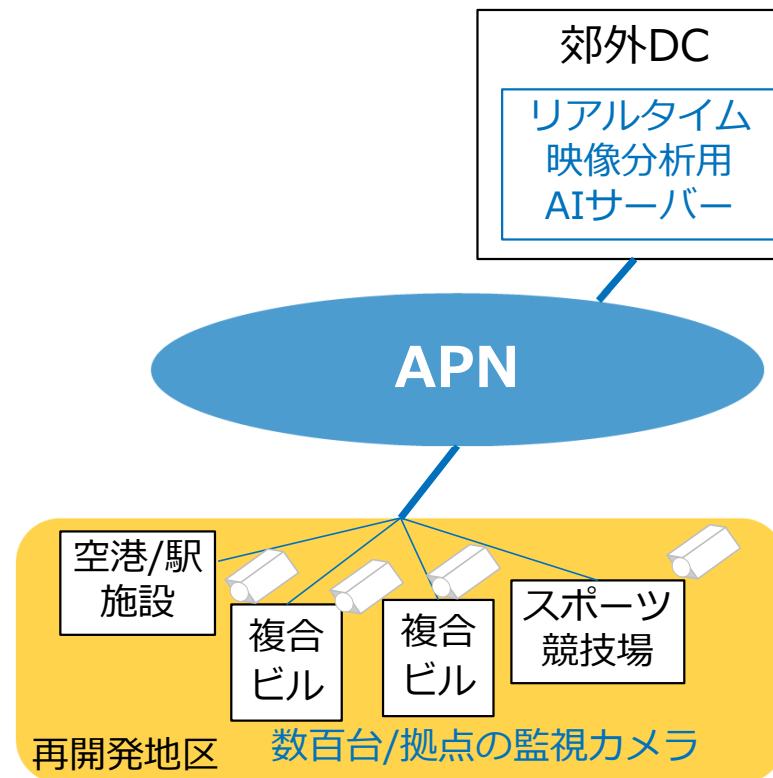 郊外DC
リアルタイム
映像分析用
AIサーバー
APN
空港/駅
施設
複合
ビル
複合
ビル
スポーツ
競技場
再開発地区
数百台/拠点の監視カメラ